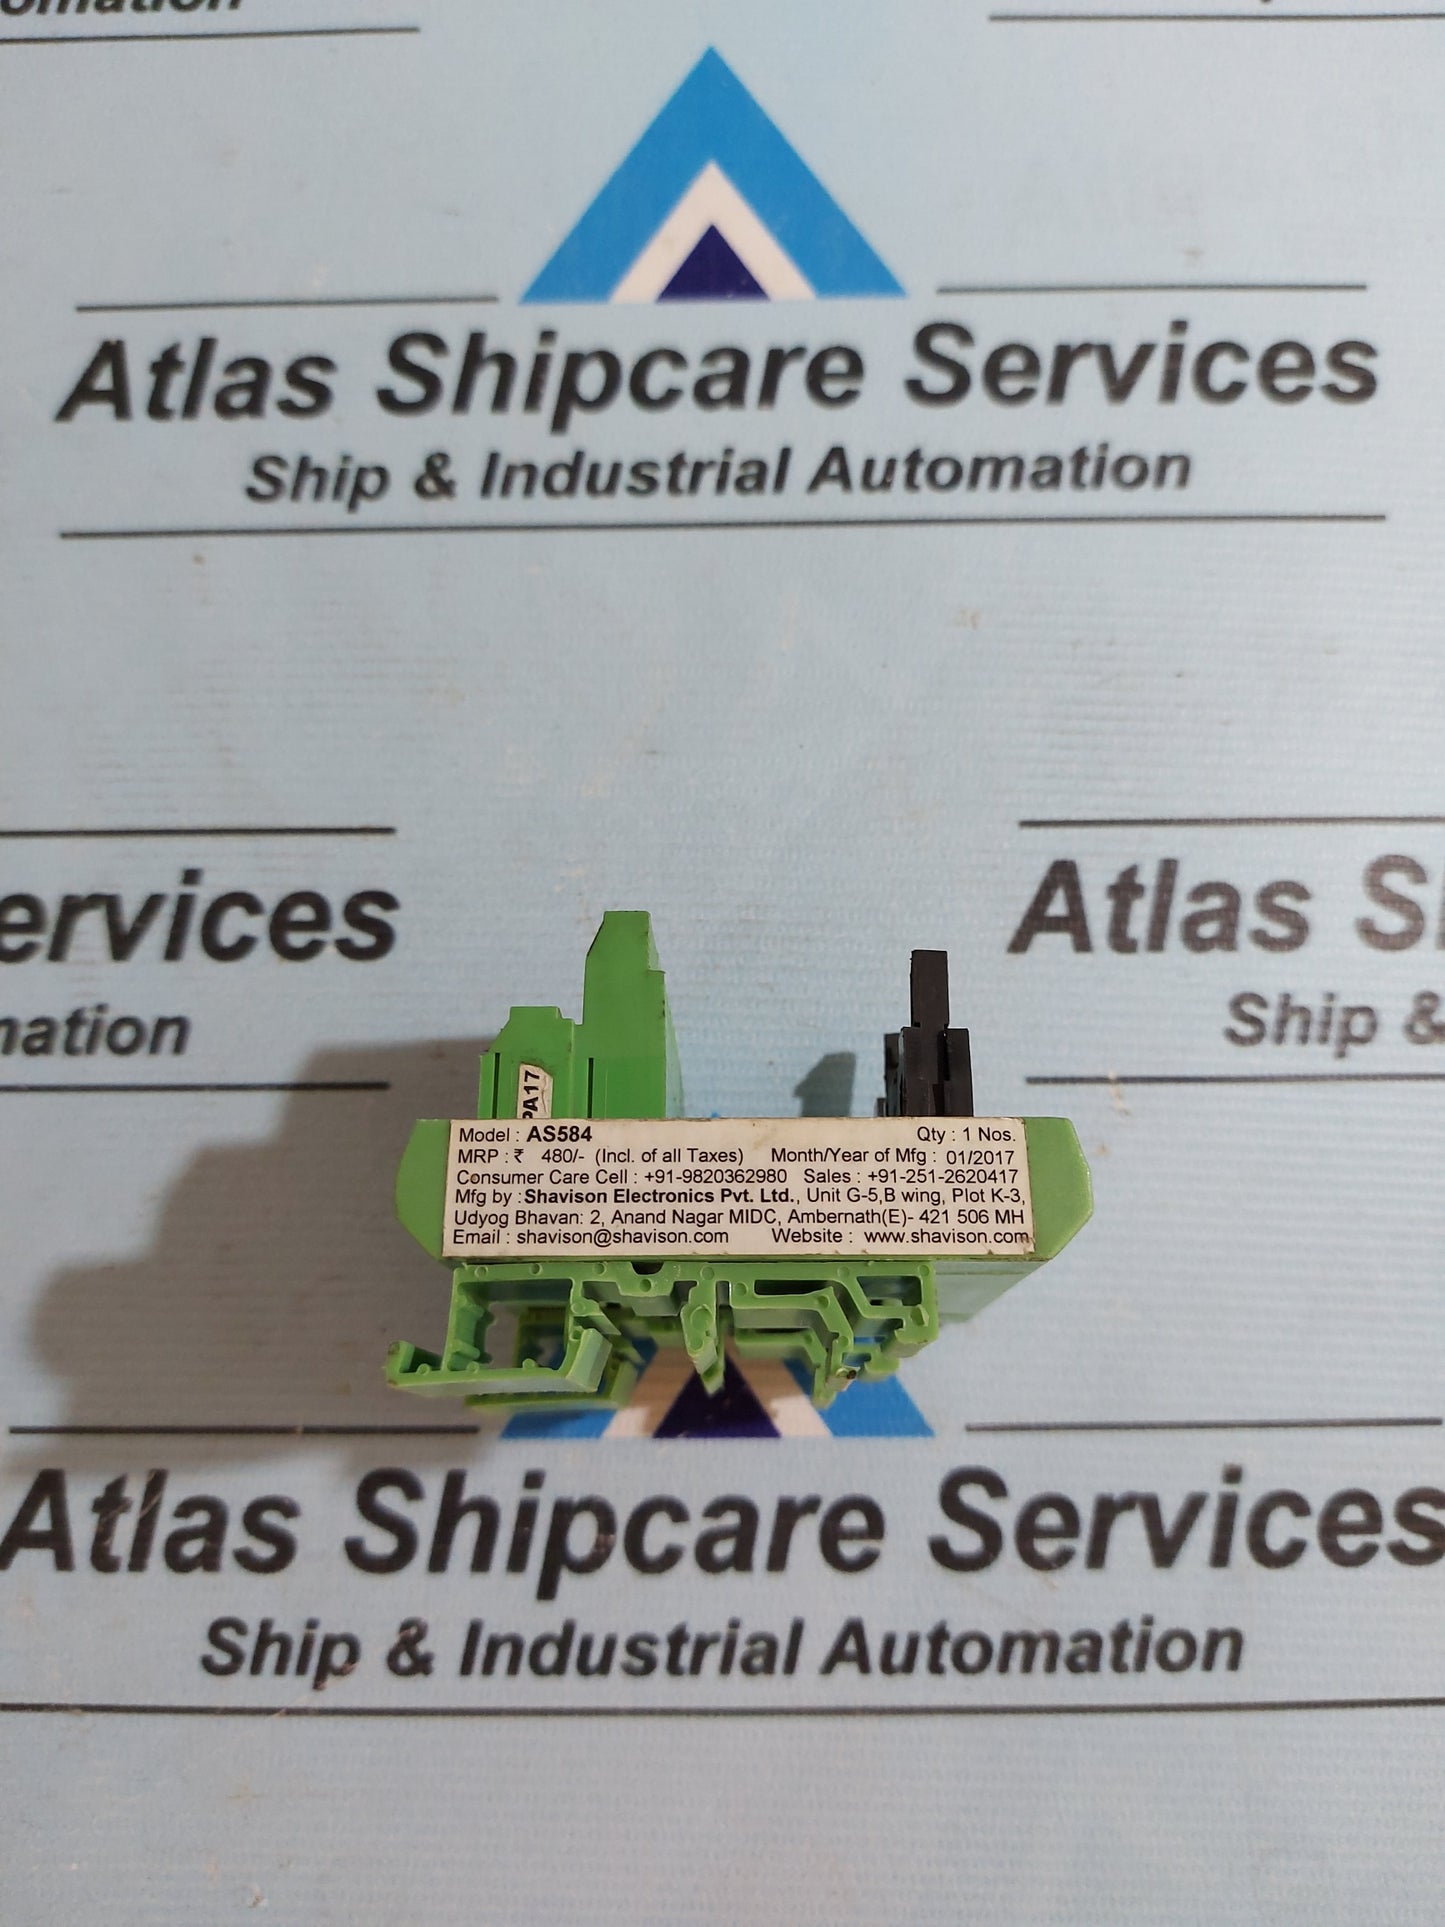 omation
Atlas Shipcare Services
Ship & Industrial Automation
ervices
Atlas S
mation
Ship &
PA17
Model : AS584 Qty : 1 Nos.
MRP : ₹ 480/- (Incl. of all Taxes) Month/Year of Mfg : 01/2017
Consumer Care Cell : +91-9820362980 Sales : +91-251-2620417
Mfg by : Shavison Electronics Pvt. Ltd., Unit G-5,B wing, Plot K-3,
Udyog Bhavan: 2, Anand Nagar MIDC, Ambernath(E)- 421 506 MH
Email : shavison@shavison.com Website : www.shavison.com
Atlas Shipcare Services
Ship & Industrial Automation